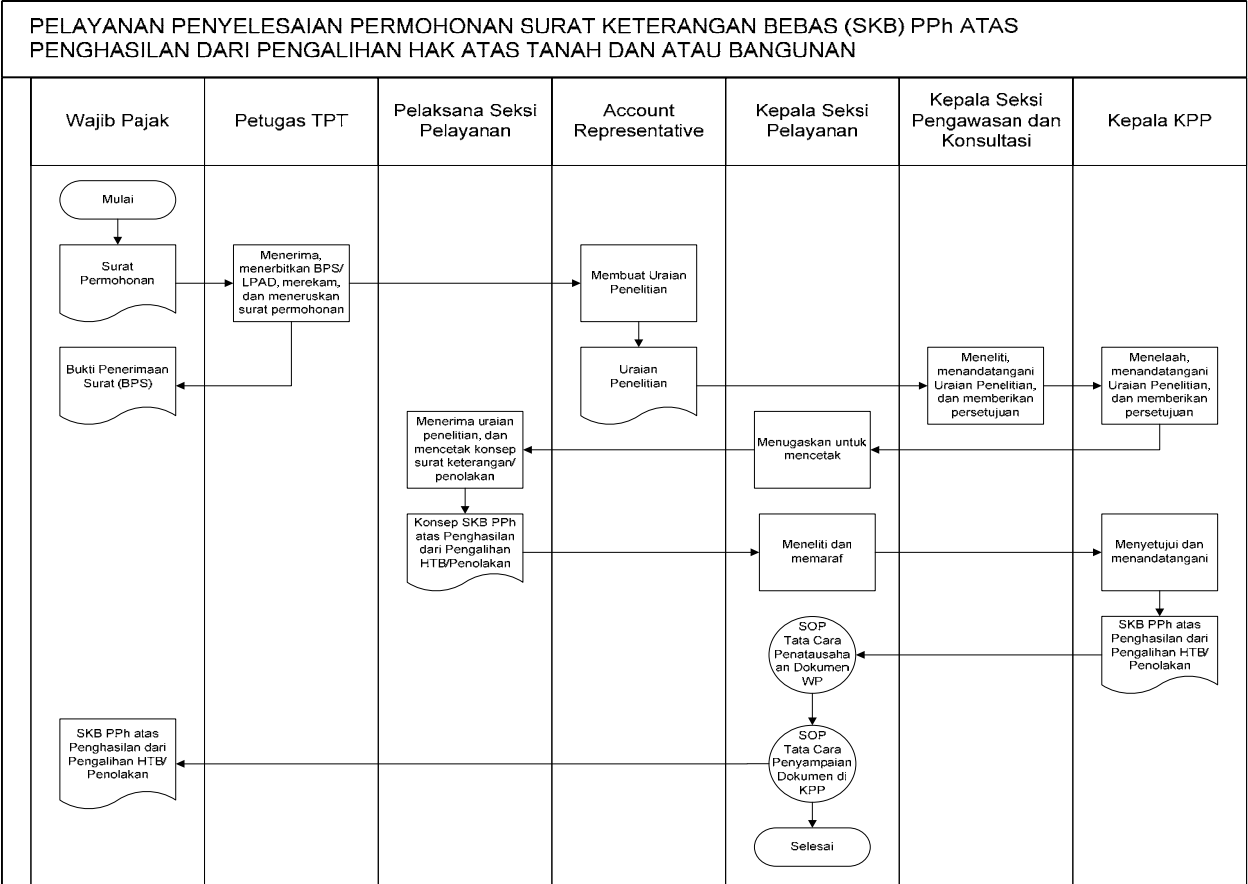 PELAYANAN PENYELESAIAN PERMOHONAN SURAT KETERANGAN BEBAS (SKB) PPh ATAS
PENGHASILAN DARI PENGALIHAN HAK ATAS TANAH DAN ATAU BANGUNAN
Wajib Pajak
Petugas TPT
Pelaksana Seksi
Pelayanan
Account
Representative
Kepala Seksi
Pelayanan
Kepala Seksi
Pengawasan dan
Konsultasi
Kepala KPP
Mulai
Surat
Permohonan
Menerima,
menerbitkan BPS/
LPAD, merekam,
dan meneruskan
surat permohonan
Membuat Uraian
Penelitian
Bukti Penerimaan
Surat (BPS)
Uraian
Penelitian
Meneliti,
menandatangani
Uraian Penelitian,
dan memberikan
persetujuan
Menelaah,
menandatangani
Uraian Penelitian,
dan memberikan
persetujuan
Menerima uraian
penelitian, dan
mencetak konsep
surat keterangan/
penolakan
Menugaskan untuk
mencetak
Konsep SKB PPh
atas Penghasilan
dari Pengalihan
HTB/Penolakan
Meneliti dan
memaraf
Menyetujui dan
menandatangani
SOP
Tata Cara
Penatausaha
an Dokumen
WP
SKB PPh atas
Penghasilan dari
Pengalihan HTB/
Penolakan
SKB PPh atas
Penghasilan dari
Pengalihan HTB/
Penolakan
SOP
Tata Cara
Penyampaian
Dokumen di
KPP
Selesai